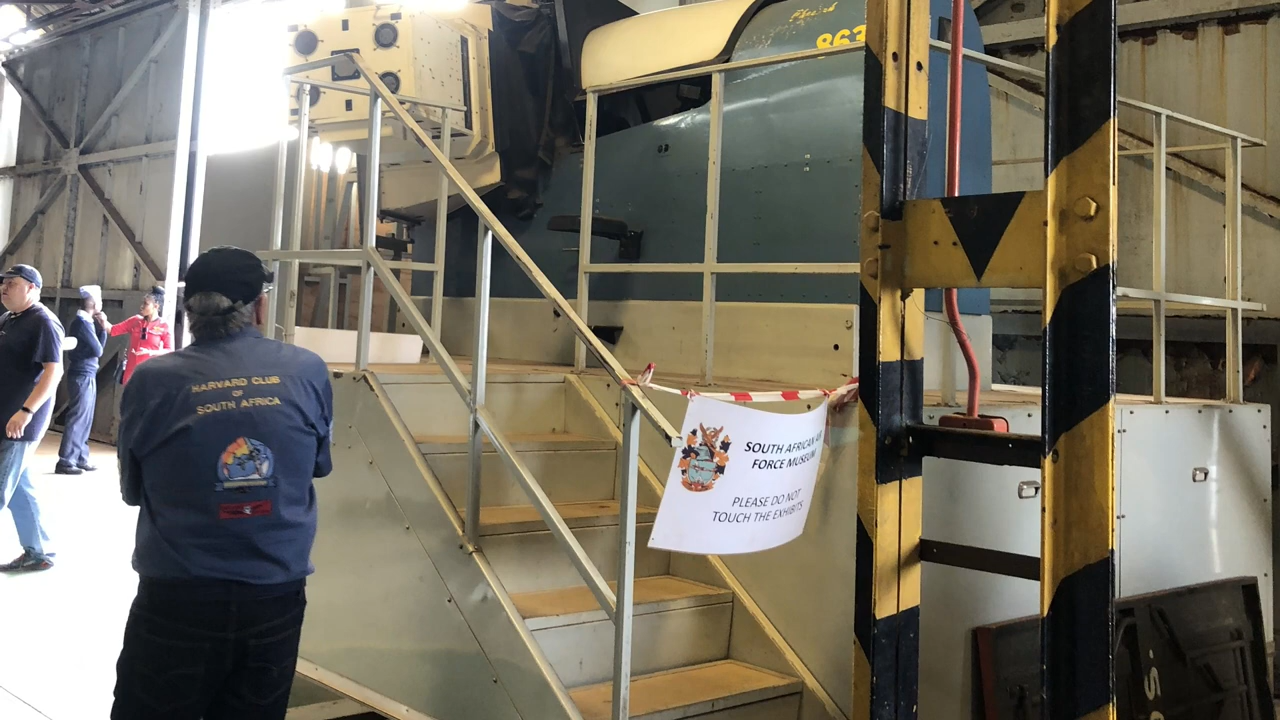 863
HARVARD CLUB
OF
SOUTH AFRICA
SOUTH AFRICAN AIR
FORCE MUSEUM
PLEASE DO NOT
TOUCH THE EXHIBITS